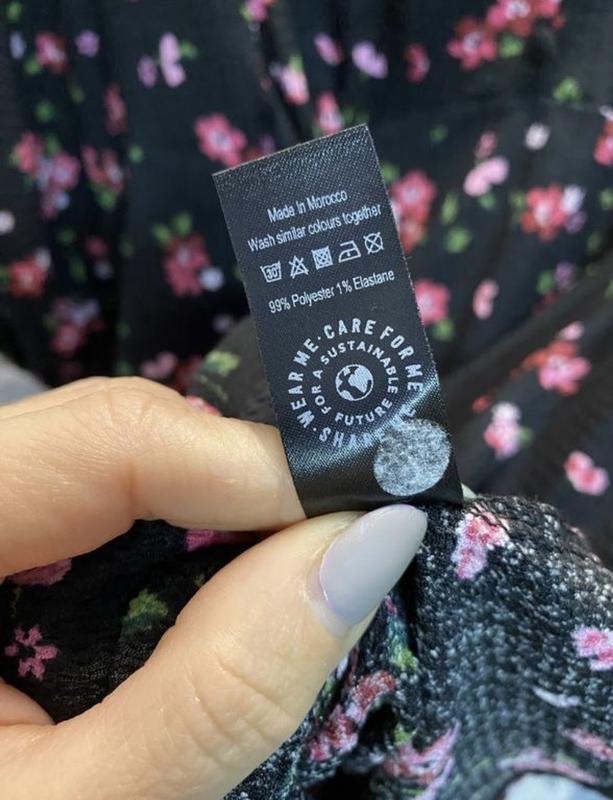 Made In Morocco
Wash similar colours together
30°
99% Polyester 1% Elastane
WEAR ME · CARE FOR ME ·
FOR A SUSTAINABLE FUTURE